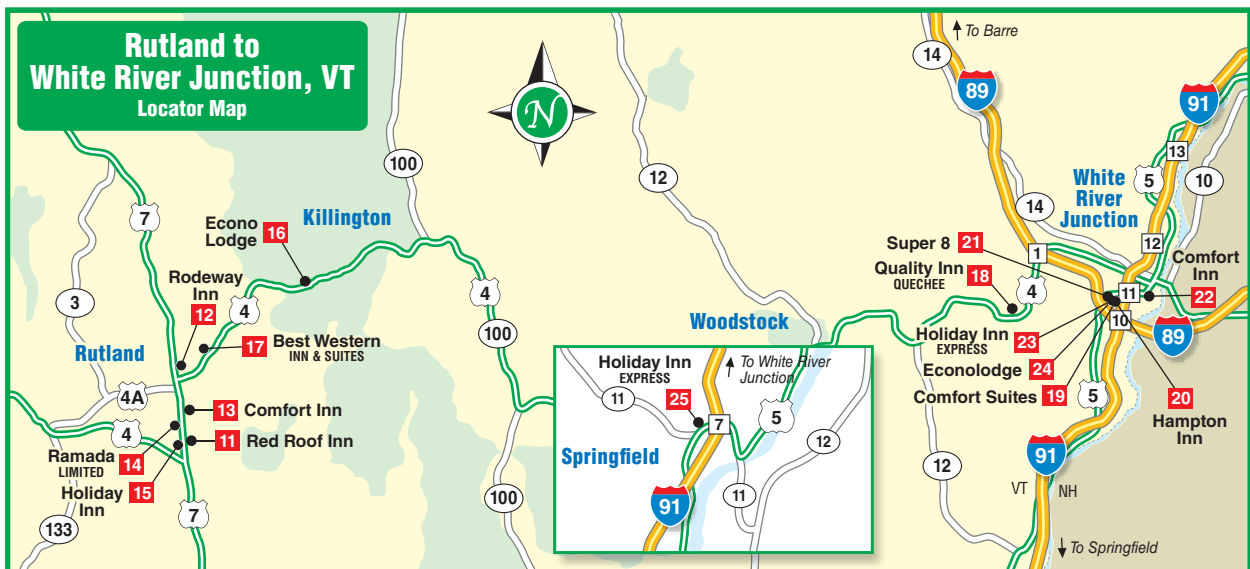 Rutland to
White River Junction, VT
Locator Map
N
To Barre
14
89
91
13
100
12
5
10
White
River
Junction
7
Killington
Econo
Lodge
16
14
12
Super 8 21
1
Comfort
Inn
22
Rodeway
Inn
12
3
4
4
Quality Inn
QUECHEE
18
4
11
10
89
Rutland
17 Best Western
INN & SUITES
100
Woodstock
Holiday Inn
EXPRESS
23
Econolodge 24
Comfort Suites 19
5
20
Hampton
Inn
4A
13 Comfort Inn
4
11 Red Roof Inn
Ramada
LIMITED
14
Holiday
Inn
15
7
133
100
Holiday Inn
EXPRESS
25
To White River
Junction
11
7
5
12
Springfield
91
11
12
91
VT
NH
To Springfield